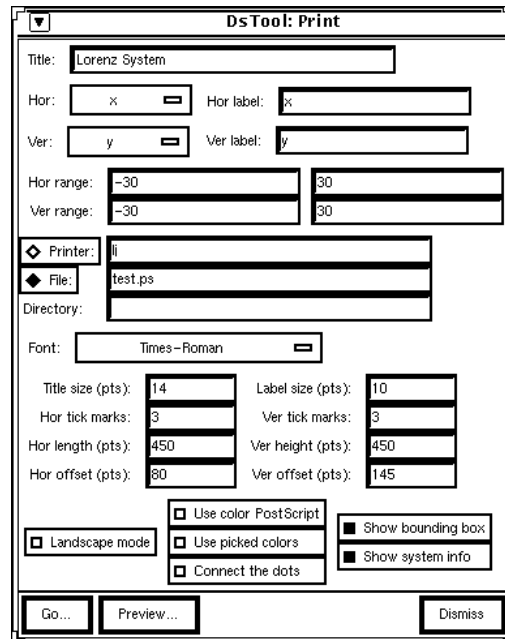 DsTool: Print
Title: Lorenz System
Hor: x Hor label: x
Ver: y Ver label: y
Hor range: -30 30
Ver range: -30 30
Printer: li
File: test.ps
Directory:
Font: Times-Roman
Title size (pts): 14 Label size (pts): 10
Hor tick marks: 3 Ver tick marks: 3
Hor length (pts): 450 Ver height (pts): 450
Hor offset (pts): 80 Ver offset (pts): 145
Use color PostScript
Show bounding box
Landscape mode Use picked colors
Show system info
Connect the dots
Go... Preview... Dismiss